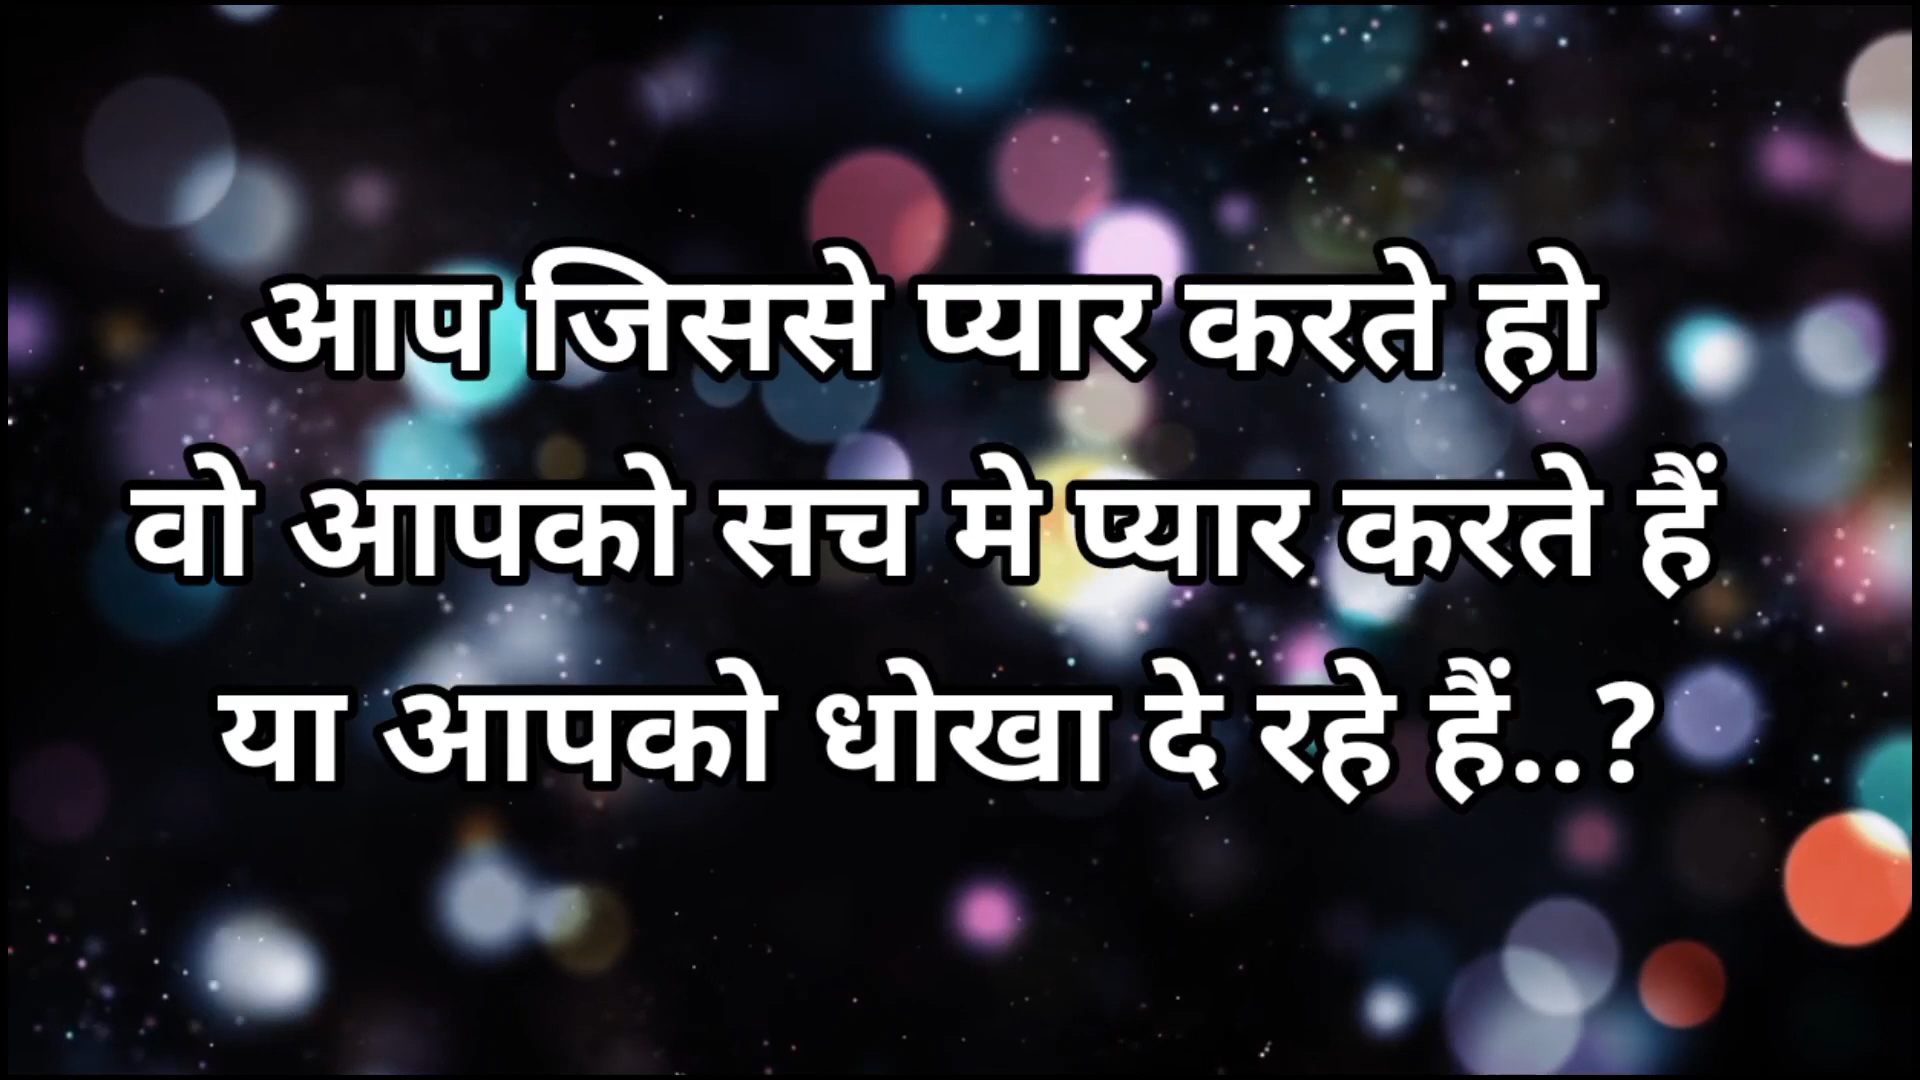 आप जिससे प्यार करते हो
वो आपको सच मे प्यार करते हैं
या आपको धोखा दे रहे हैं..?